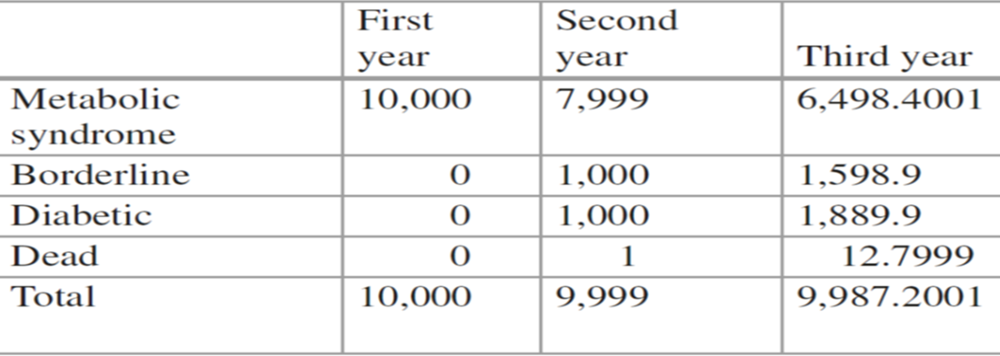 First year Second year Third year
Metabolic syndrome 10,000 7,999 6,498.4001
Borderline 0 1,000 1,598.9
Diabetic 0 1,000 1,889.9
Dead 0 1 12.7999
Total 10,000 9,999 9,987.2001